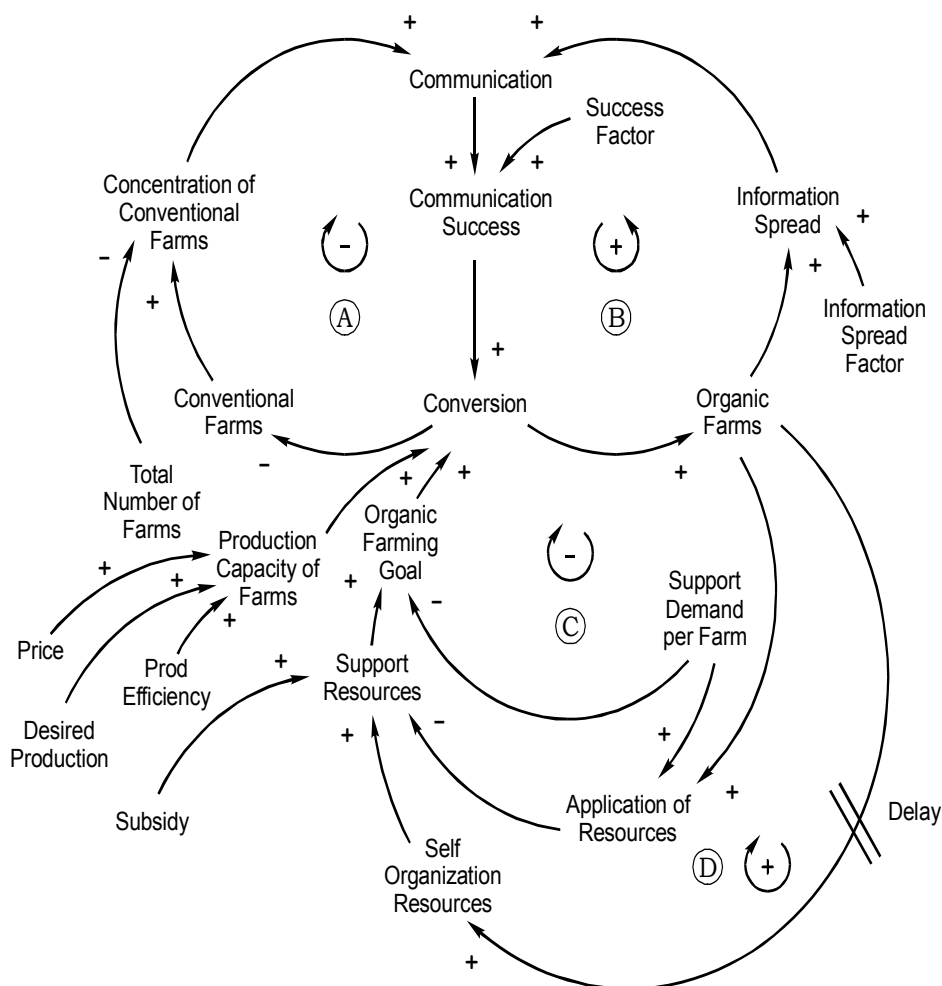 + +
Communication
Success
Factor
+ +
Concentration of
Conventional
Farms
Communication
Success
Information
Spread
+
-
-
+
+
+
A
B
Information
Spread
Factor
+
Conventional
Farms
Conversion
Organic
Farms
-
+
Total
Number of
Farms
+ +
Organic
Farming
Goal
Production
Capacity of
Farms
-
+
+
+
+
-
C
Support
Demand
per Farm
Price
Prod
Efficiency
+
Support
Resources
Desired
Production
+
-
+
Subsidy
+
Application of
Resources
Delay
Self
Organization
Resources
D
+
+